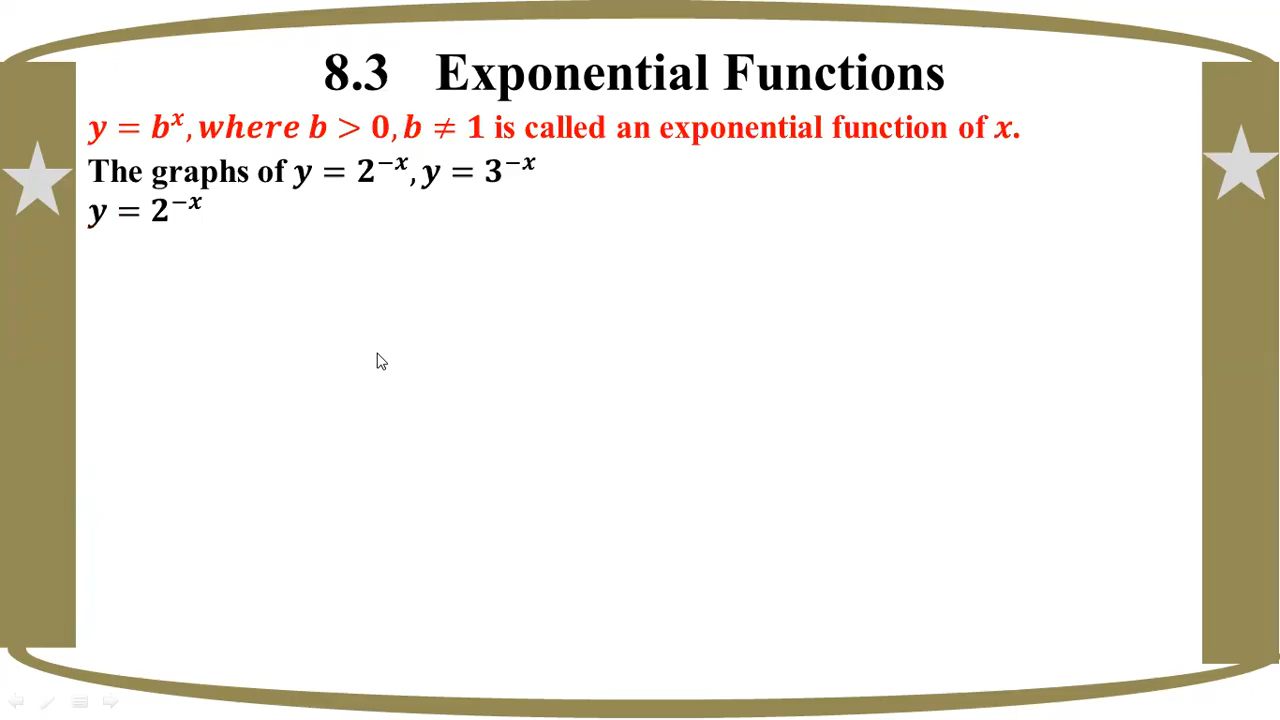 8.3 Exponential Functions
y = b^x, where b > 0, b ≠ 1 is called an exponential function of x.
The graphs of y = 2^{-x}, y = 3^{-x}
y = 2^{-x}